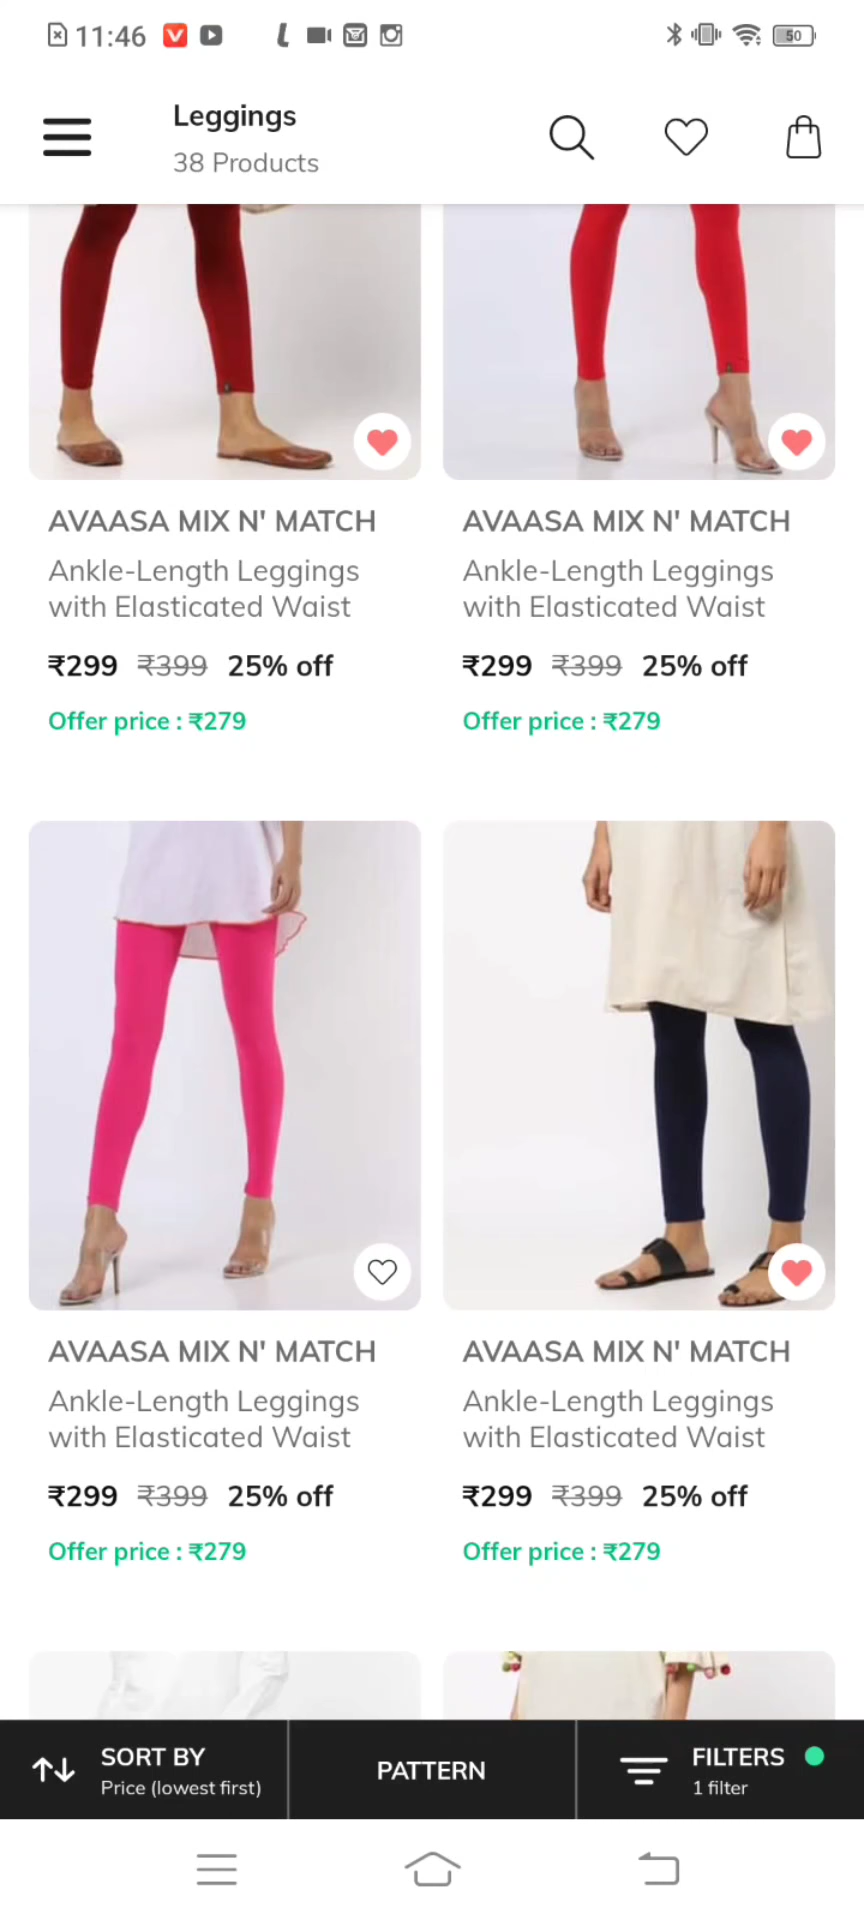 11:46
50
Leggings
38 Products
AVAASA MIX N' MATCH
Ankle-Length Leggings
with Elasticated Waist
₹299 ₹399 25% off
Offer price : ₹279
AVAASA MIX N' MATCH
Ankle-Length Leggings
with Elasticated Waist
₹299 ₹399 25% off
Offer price : ₹279
AVAASA MIX N' MATCH
Ankle-Length Leggings
with Elasticated Waist
₹299 ₹399 25% off
Offer price : ₹279
AVAASA MIX N' MATCH
Ankle-Length Leggings
with Elasticated Waist
₹299 ₹399 25% off
Offer price : ₹279
SORT BY
Price (lowest first)
PATTERN
FILTERS
1 filter